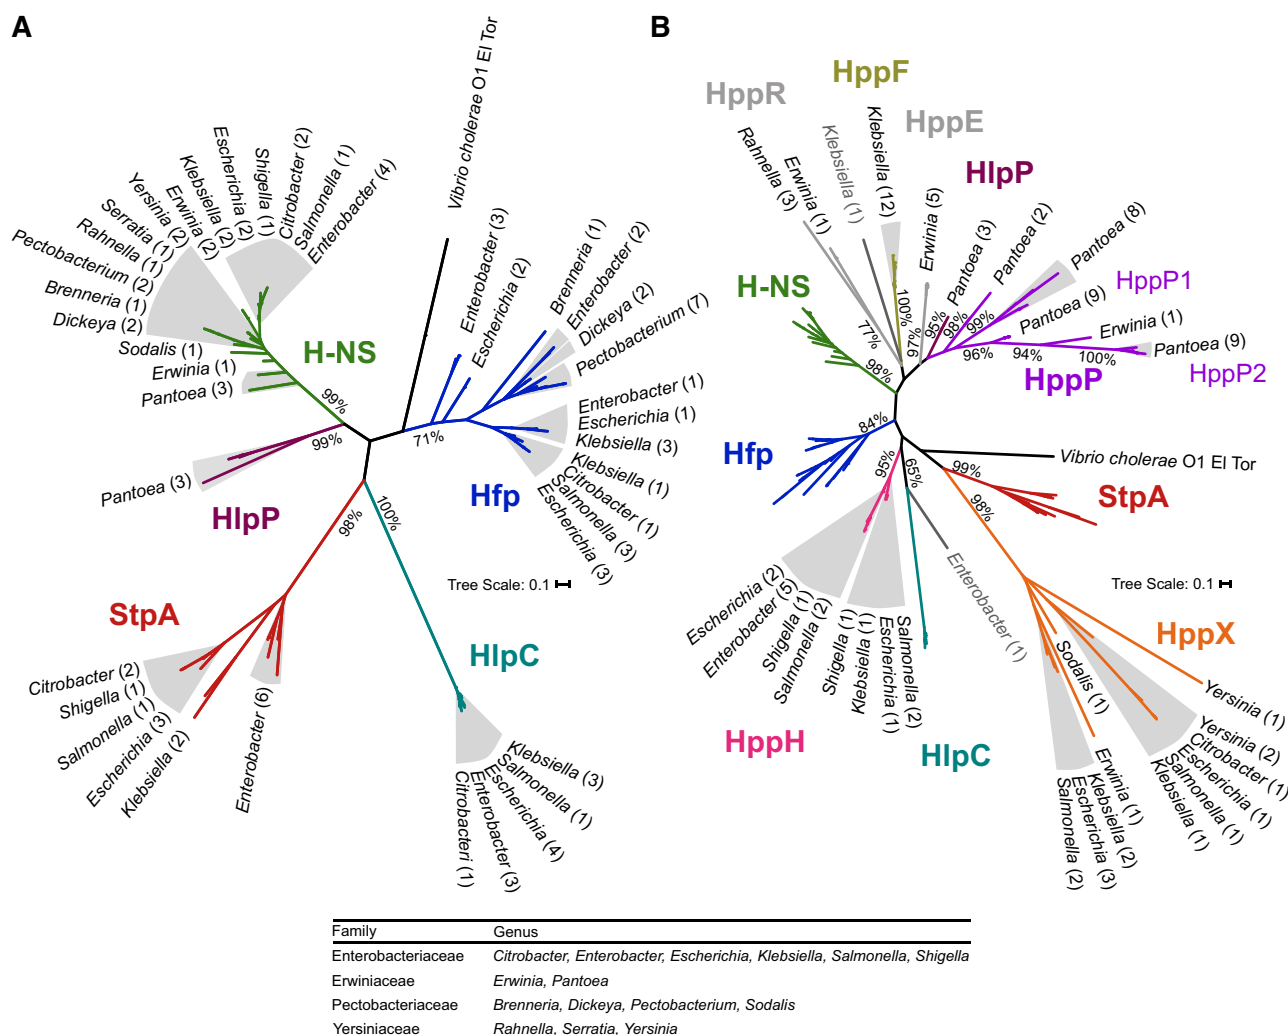 A
Vibrio cholerae O1 El Tor
Escherichia (2)
Klebsiella (2)
Erwinia (2)
Yersinia (2)
Serratia (1)
Rahnella (1)
Pectobacterium (2)
Brenneria (1)
Dickeya (2)
Sodalis (1)
Erwinia (1)
Pantoea (3)
Shigella (1)
Citrobacter (2)
Salmonella (1)
Enterobacter (4)
H-NS
99%
99%
Pantoea (3)
HlpP
Enterobacter (3)
Escherichia (2)
Brenneria (1)
Enterobacter (2)
Dickeya (2)
Pectobacterium (7)
71%
Enterobacter (1)
Escherichia (1)
Klebsiella (3)
Klebsiella (1)
Citrobacter (1)
Salmonella (3)
Escherichia (3)
Hfp
98%
100%
Tree Scale: 0.1
StpA
Citrobacter (2)
Shigella (1)
Salmonella (1)
Escherichia (3)
Klebsiella (2)
Enterobacter (6)
HlpC
Klebsiella (3)
Salmonella (1)
Escherichia (4)
Enterobacter (3)
Citrobacteri (1)
B
HppR
HppF
HppE
HlpP
Rahnella (3)
Erwinia (1)
Klebsiella (1)
Klebsiella (12)
Erwinia (5)
Pantoea (3)
Pantoea (2)
Pantoea (8)
HppP1
Pantoea (9)
Erwinia (1)
Pantoea (9)
HppP2
HppP
H-NS
77%
100%
97%
95%
98%
99%
96%
94%
100%
98%
84%
Hfp
95%
65%
99%
98%
Vibrio cholerae O1 El Tor
StpA
Tree Scale: 0.1
Escherichia (2)
Enterobacter (5)
Shigella (1)
Salmonella (2)
Shigella (1)
Klebsiella (1)
Escherichia (1)
Salmonella (2)
HppH
HlpC
Enterobacter (1)
HppX
Sodalis (1)
Yersinia (1)
Yersinia (2)
Citrobacter (1)
Escherichia (1)
Salmonella (1)
Klebsiella (1)
Erwinia (1)
Klebsiella (2)
Escherichia (3)
Salmonella (2)
Family Genus
Enterobacteriaceae Citrobacter, Enterobacter, Escherichia, Klebsiella, Salmonella, Shigella
Erwiniaceae Erwinia, Pantoea
Pectobacteriaceae Brenneria, Dickeya, Pectobacterium, Sodalis
Yersiniaceae Rahnella, Serratia, Yersinia